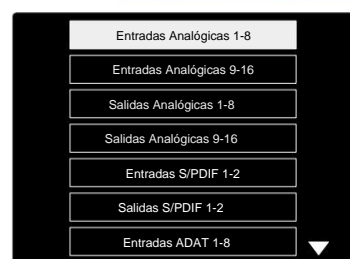 Entradas Analógicas 1-8
Entradas Analógicas 9-16
Salidas Analógicas 1-8
Salidas Analógicas 9-16
Entradas S/PDIF 1-2
Salidas S/PDIF 1-2
Entradas ADAT 1-8